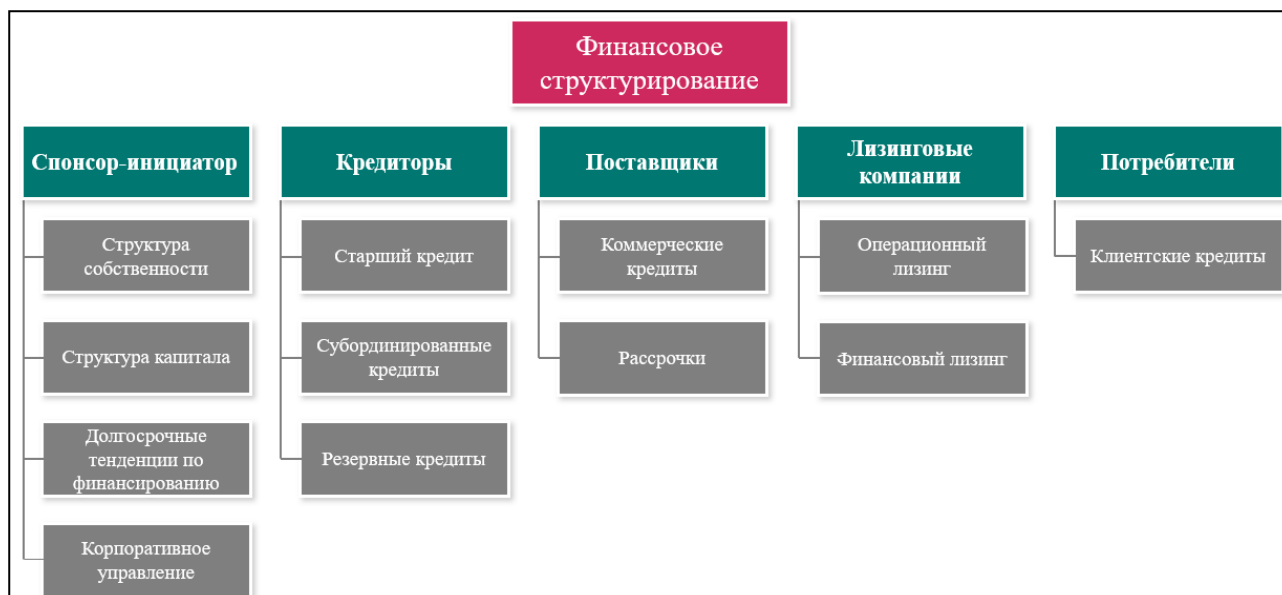 Финансовое
структурирование
Спонсор-инициатор
Структура
собственности
Структура капитала
Долгосрочные
тенденции по
финансированию
Корпоративное
управление
Кредиторы
Старший кредит
Субординированные
кредиты
Резервные кредиты
Поставщики
Коммерческие
кредиты
Рассрочки
Лизинговые
компании
Операционный
лизинг
Финансовый лизинг
Потребители
Клиентские кредиты